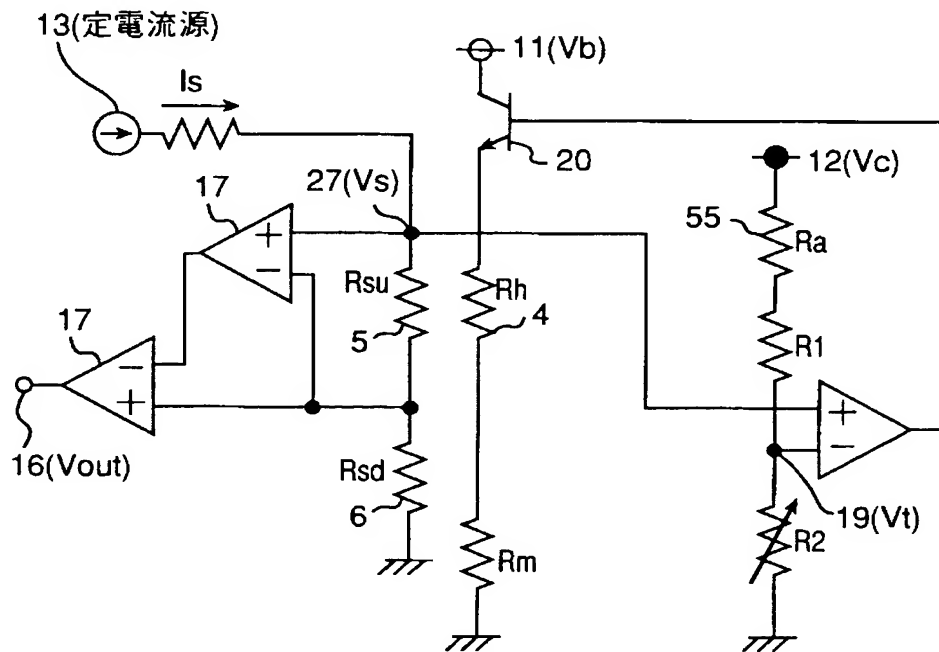 13(定電流源)
11(Vb)
Is
20
12(Vc)
27(Vs)
17
55
Ra
+
−
Rsu
5
Rh
4
R1
17
−
+
+
−
16(Vout)
Rsd
6
19(Vt)
R2
Rm